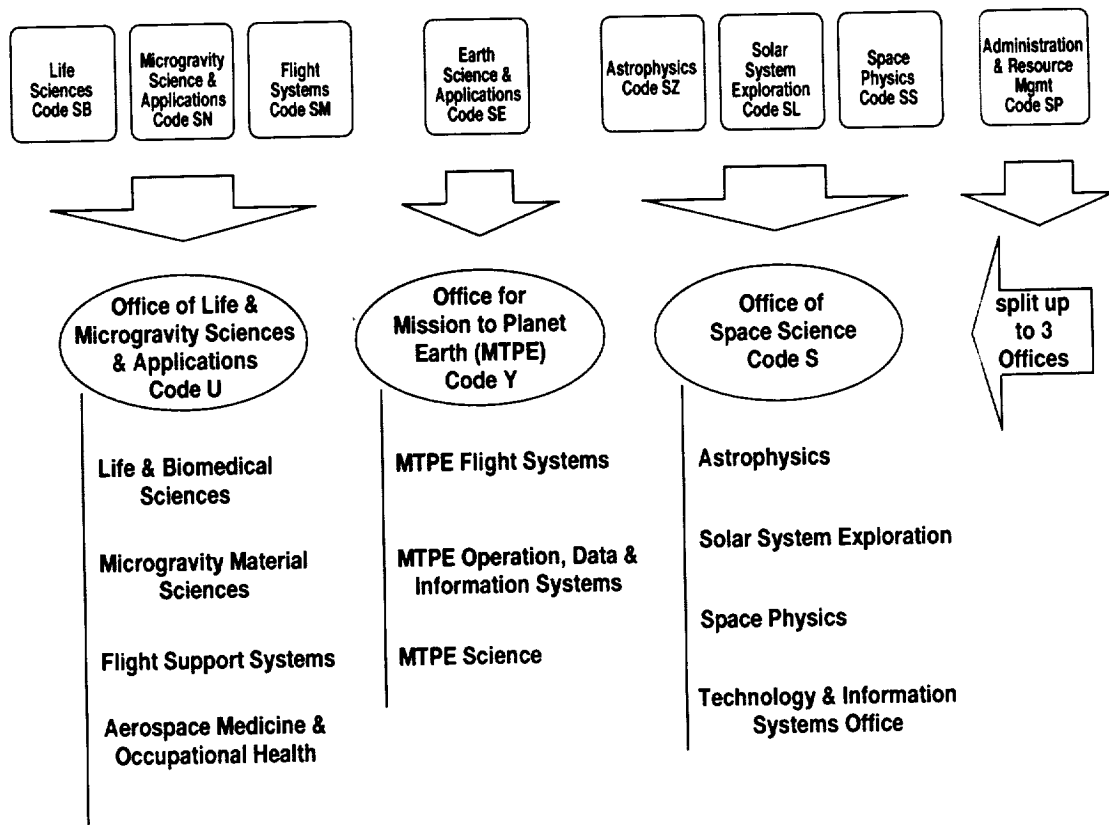 Life
Sciences
Code SB
Microgravity
Science &
Applications
Code SN
Flight
Systems
Code SM
Earth
Science &
Applications
Code SE
Astrophysics
Code SZ
Solar
System
Exploration
Code SL
Space
Physics
Code SS
Administration
& Resource
Mgmt
Code SP
Office of Life &
Microgravity Sciences
& Applications
Code U
Office for
Mission to Planet
Earth (MTPE)
Code Y
Office of
Space Science
Code S
split up
to 3
Offices
Life & Biomedical
Sciences
Microgravity Material
Sciences
Flight Support Systems
Aerospace Medicine &
Occupational Health
MTPE Flight Systems
MTPE Operation, Data &
Information Systems
MTPE Science
Astrophysics
Solar System Exploration
Space Physics
Technology & Information
Systems Office